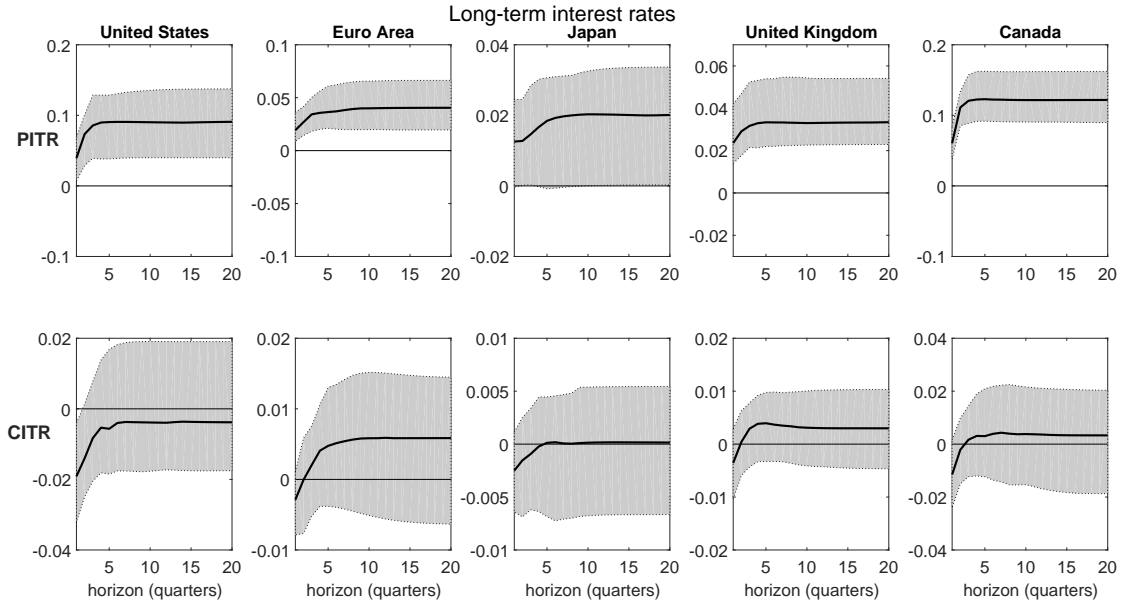 Long-term interest rates
United States Euro Area Japan United Kingdom Canada
PITR
0.2
0.1
0
-0.1
5 10 15 20
0.1
0.05
0
-0.05
-0.1
5 10 15 20
0.04
0.02
0
-0.02
5 10 15 20
0.06
0.04
0.02
0
-0.03
5 10 15 20
0.2
0.1
0
-0.1
5 10 15 20
CITR
0.02
0
-0.02
-0.04
5 10 15 20
horizon (quarters)
0.02
0.01
0
-0.01
5 10 15 20
horizon (quarters)
0.01
0.005
0
-0.005
-0.01
5 10 15 20
horizon (quarters)
0.02
0.01
0
-0.01
-0.02
5 10 15 20
horizon (quarters)
0.04
0.02
0
-0.02
-0.04
5 10 15 20
horizon (quarters)